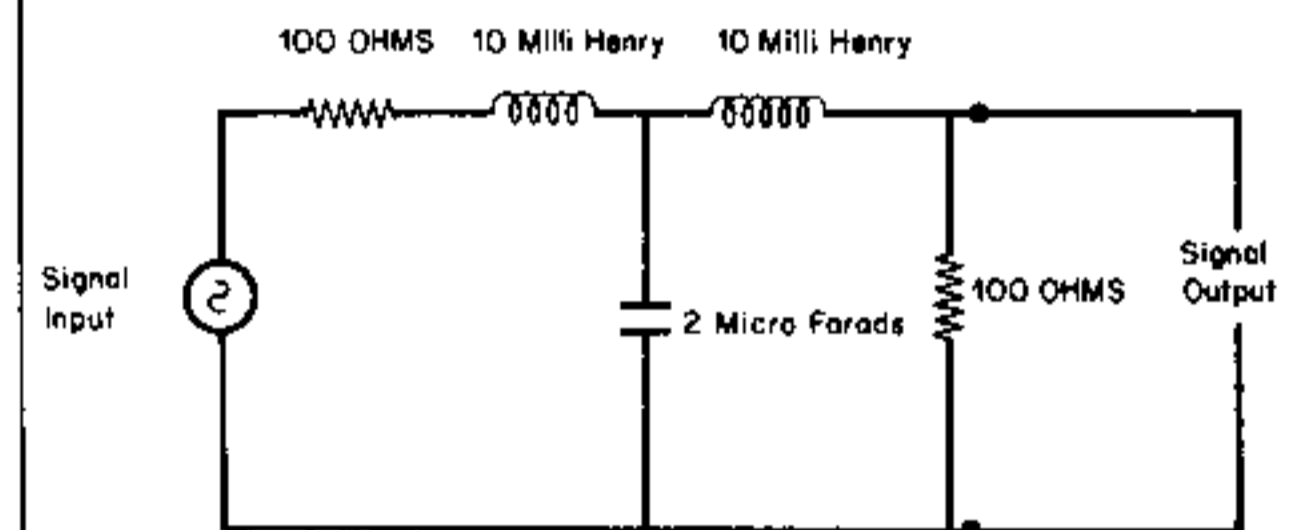 100 OHMS 10 Milli Henry 10 Milli Henry
Signal
Input
2 Micro Farads
100 OHMS
Signal
Output